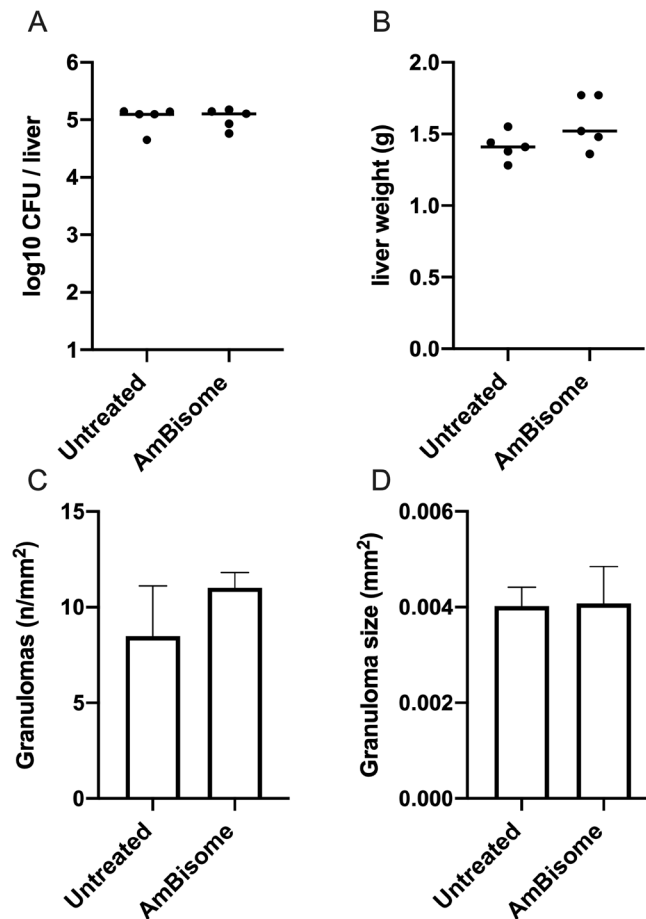 A
log10 CFU / liver
6
5
4
3
2
1
Untreated
AmBisome
B
liver weight (g)
2.0
1.5
1.0
0.5
0.0
Untreated
AmBisome
C
Granulomas (n/mm²)
15
10
5
0
Untreated
AmBisome
D
Granuloma size (mm²)
0.006
0.004
0.002
0.000
Untreated
AmBisome